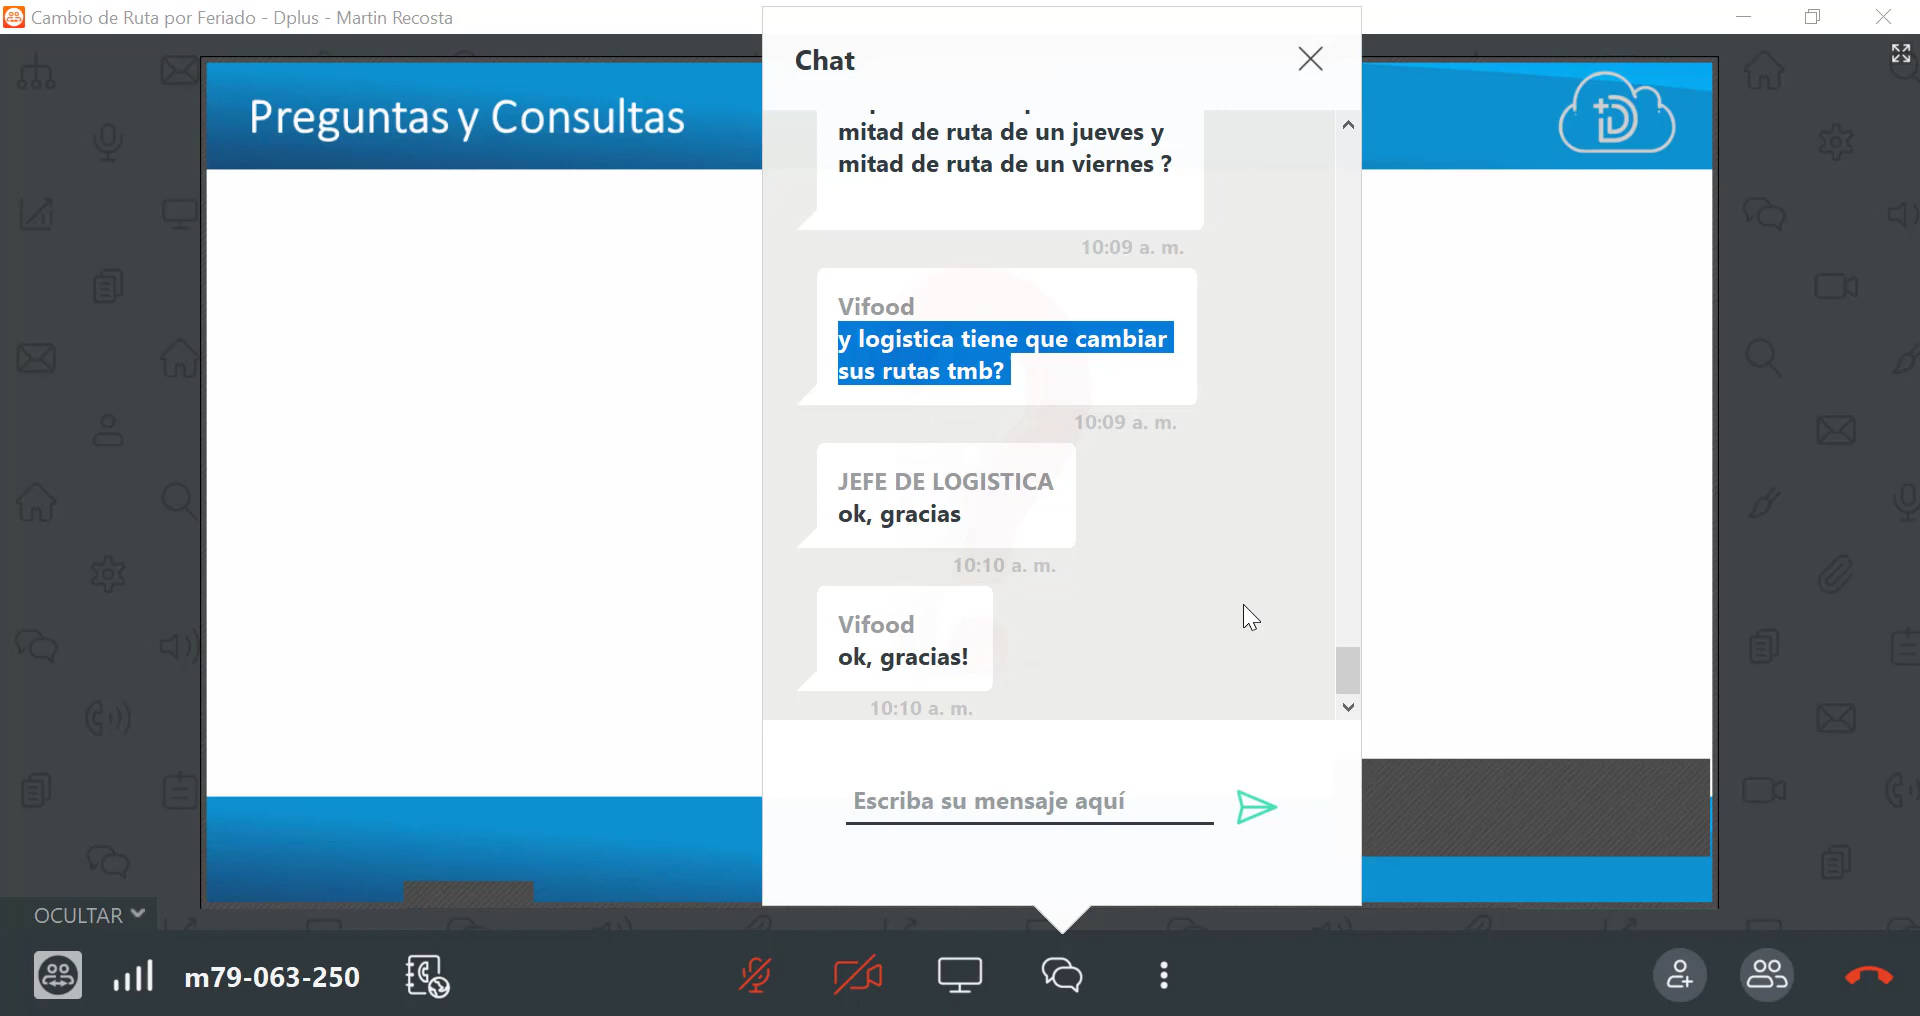 Cambio de Ruta por Feriado - Dplus - Martin Recosta
Preguntas y Consultas
Chat
mitad de ruta de un jueves y
mitad de ruta de un viernes ?
10:09 a. m.
Vifood
y logistica tiene que cambiar
sus rutas tmb?
10:09 a. m.
JEFE DE LOGISTICA
ok, gracias
10:10 a. m.
Vifood
ok, gracias!
10:10 a. m.
Escriba su mensaje aquí
OCULTAR
m79-063-250